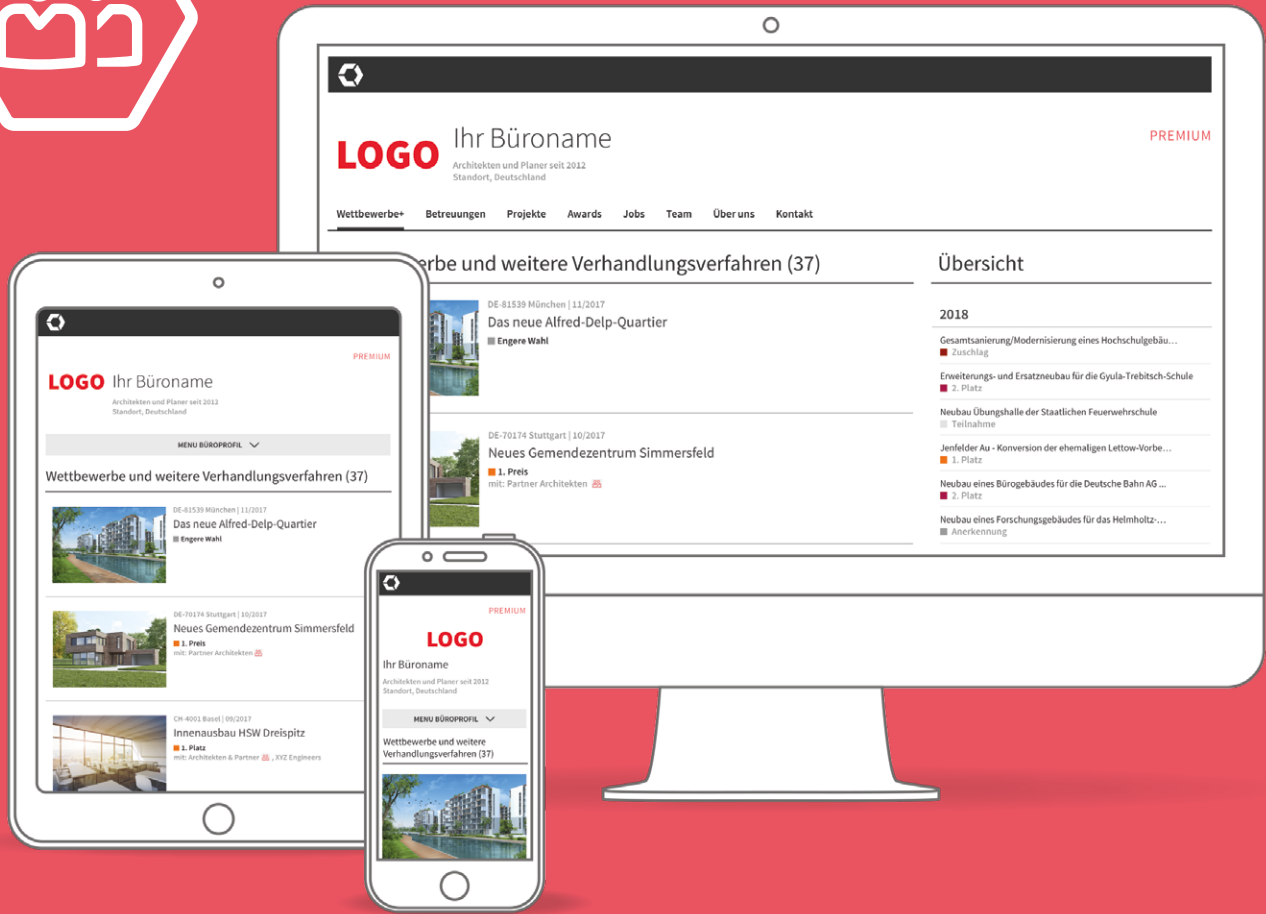 LOGO
Ihr Büroname
Architekten und Planer seit 2012
Standort, Deutschland
PREMIUM
Wettbewerbe+ Betreuungen Projekte Awards Jobs Team Über uns Kontakt
erbe und weitere Verhandlungsverfahren (37)
DE-81539 München | 11/2017
Das neue Alfred-Delp-Quartier
Engere Wahl
DE-70174 Stuttgart | 10/2017
Neues Gemendezentrum Simmersfeld
1. Preis
mit: Partner Architekten
Übersicht
2018
Gesamtsanierung/Modernisierung eines Hochschulgebäu...
Zuschlag
Erweiterungs- und Ersatzneubau für die Gyula-Trebitsch-Schule
2. Platz
Neubau Übungshalle der Staatlichen Feuerwehrschule
Teilnahme
Jenfelder Au - Konversion der ehemaligen Lettow-Vorbe...
1. Platz
Neubau eines Bürogebäudes für die Deutsche Bahn AG ...
2. Platz
Neubau eines Forschungsgebäudes für das Helmholtz-...
Anerkennung
PREMIUM
LOGO Ihr Büroname
Architekten und Planer seit 2012
Standort, Deutschland
MENU BÜROPROFIL
Wettbewerbe und weitere Verhandlungsverfahren (37)
DE-81539 München | 11/2017
Das neue Alfred-Delp-Quartier
Engere Wahl
DE-70174 Stuttgart | 10/2017
Neues Gemendezentrum Simmersfeld
1. Preis
mit: Partner Architekten
CH-4001 Basel | 09/2017
Innenausbau HSW Dreispitz
1. Platz
mit: Architekten & Partner , XYZ Engineers
PREMIUM
LOGO
Ihr Büroname
Architekten und Planer seit 2012
Standort, Deutschland
MENU BÜROPROFIL
Wettbewerbe und weitere
Verhandlungsverfahren (37)